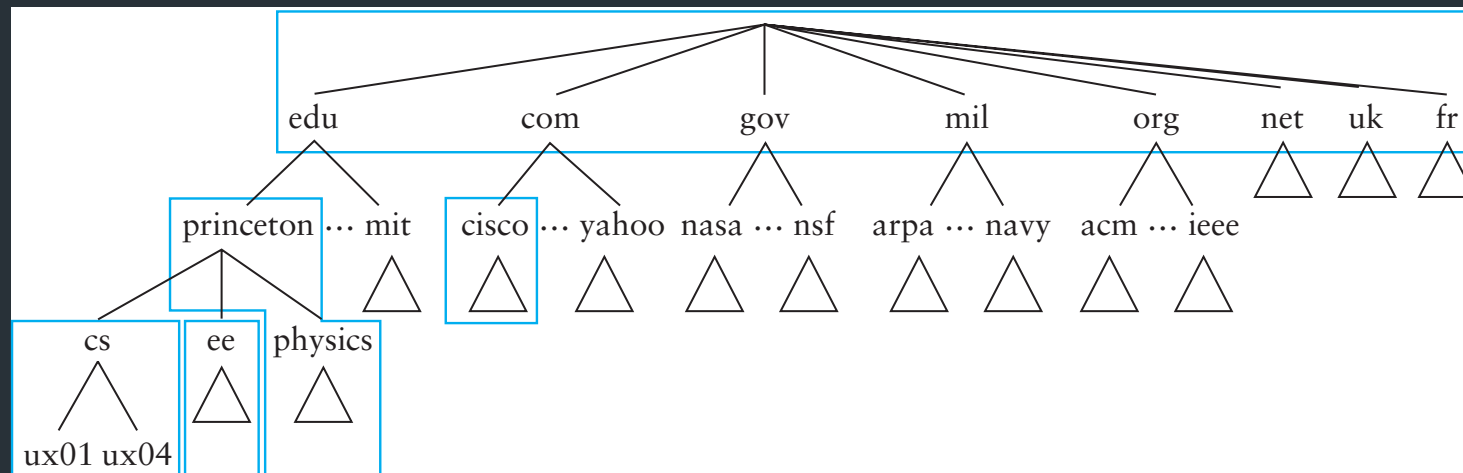 edu com gov mil org net uk fr
princeton ... mit cisco ... yahoo nasa ... nsf arpa ... navy acm ... ieee
cs ee physics
ux01 ux04